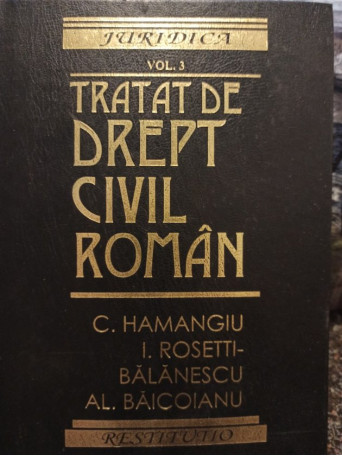 JURIDICA
VOL. 3
TRATAT DE
DREPT
CIVIL
ROMÂN
C. HAMANGIU
I. ROSETTI-
BĂLĂNESCU
AL. BĂICOIANU
RESTITUTIO